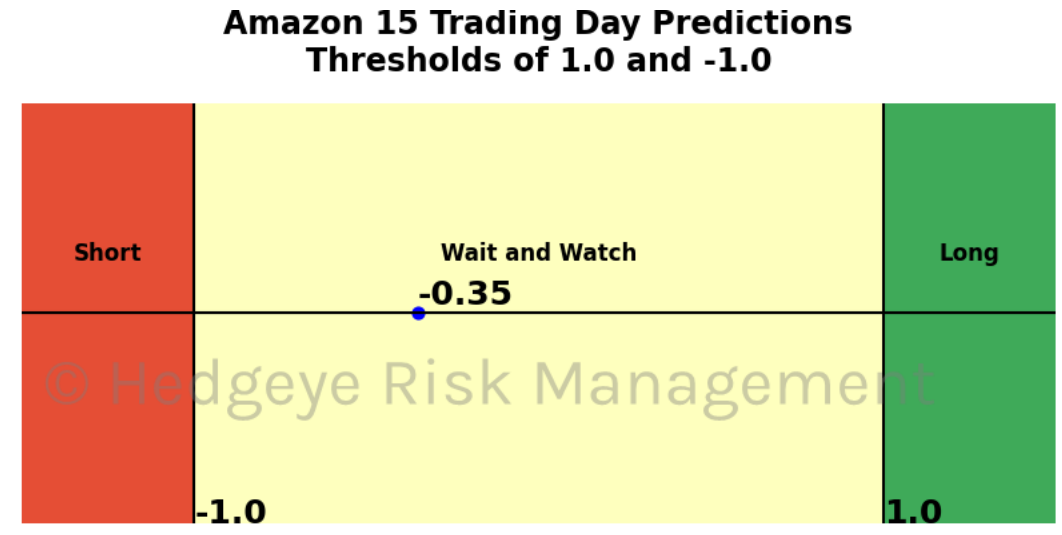 Amazon 15 Trading Day Predictions
Thresholds of 1.0 and -1.0
Short
Wait and Watch
Long
-0.35
© Hedgeye Risk Management
-1.0
1.0